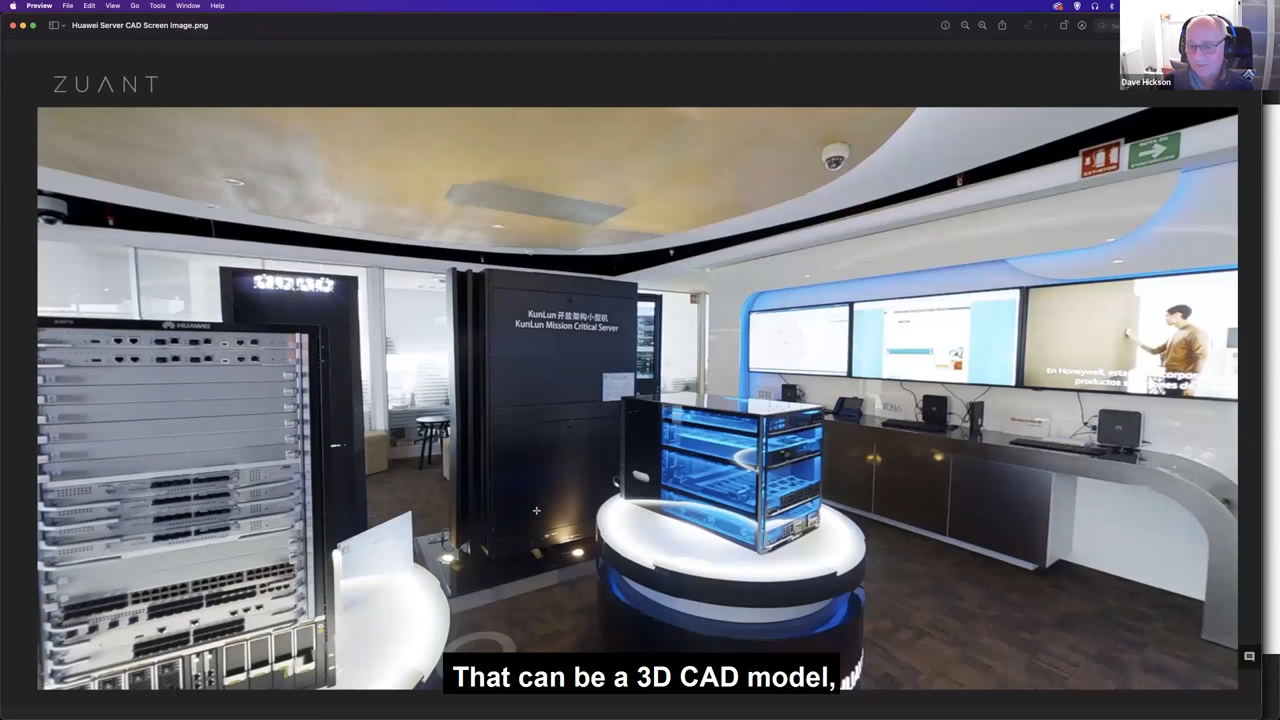 Preview File Edit View Go Tools Window Help
Huawei Server CAD Screen Image.png
Dave Hickson
ZUANT
EXTINTOR
HUAWEI
KunLun 开放架构小型机
KunLun Mission Critical Server
En Honeywell, esta
corpora
productos
That can be a 3D CAD model,